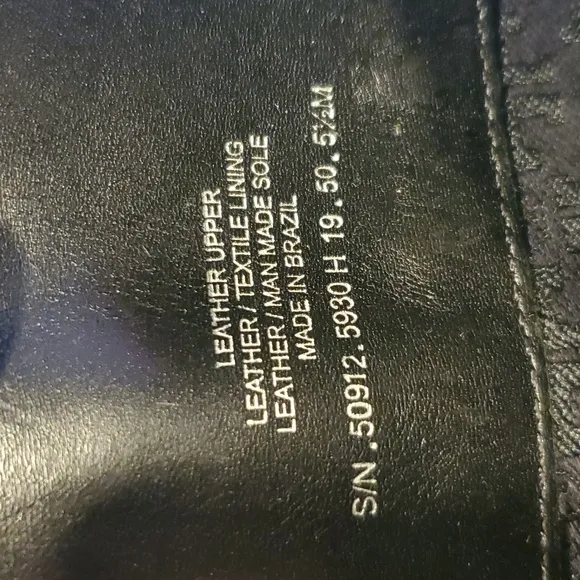 LEATHER UPPER
LEATHER / TEXTILE LINING
LEATHER / MAN MADE SOLE
MADE IN BRAZIL
S/N .50912.5930 H 19.50.5½M